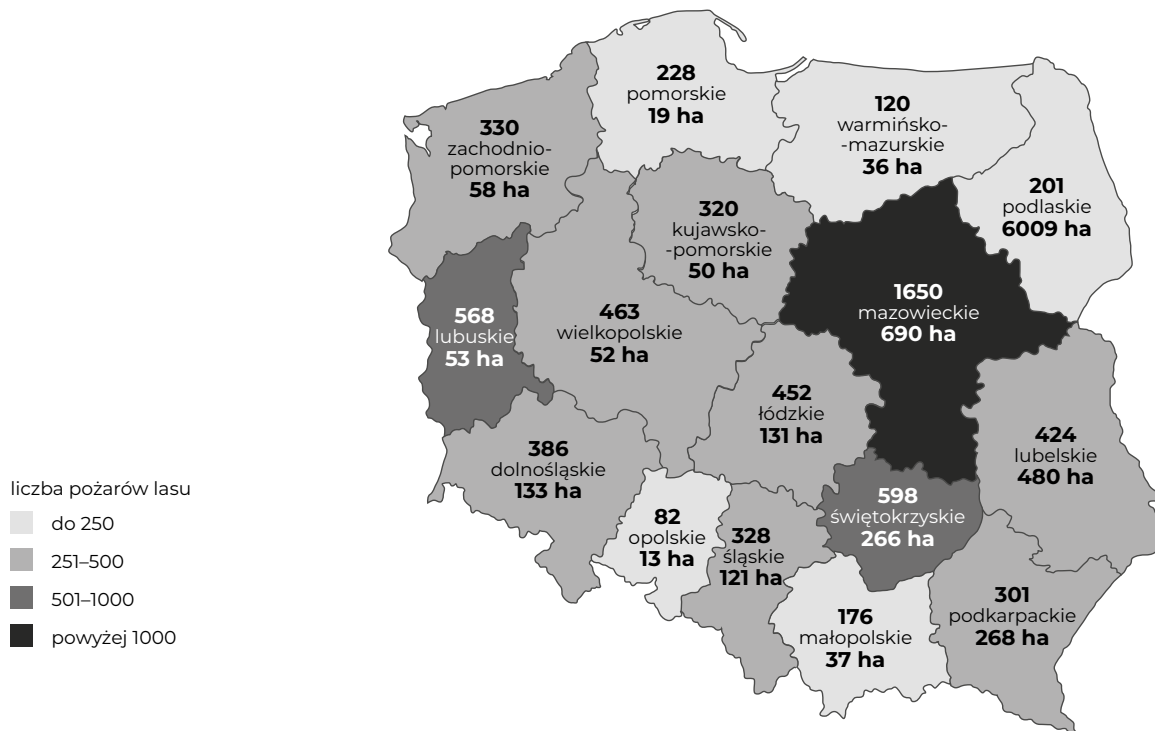 228
pomorskie
19 ha
120
warmińsko-
-mazurskie
36 ha
330
zachodnio-
pomorskie
58 ha
201
podlaskie
6009 ha
320
kujawsko-
-pomorskie
50 ha
1650
mazowieckie
690 ha
568
lubuskie
53 ha
463
wielkopolskie
52 ha
452
łódzkie
131 ha
424
lubelskie
480 ha
386
dolnośląskie
133 ha
598
świętokrzyskie
266 ha
82
opolskie
13 ha
328
śląskie
121 ha
301
podkarpackie
268 ha
176
małopolskie
37 ha
liczba pożarów lasu
do 250
251–500
501–1000
powyżej 1000